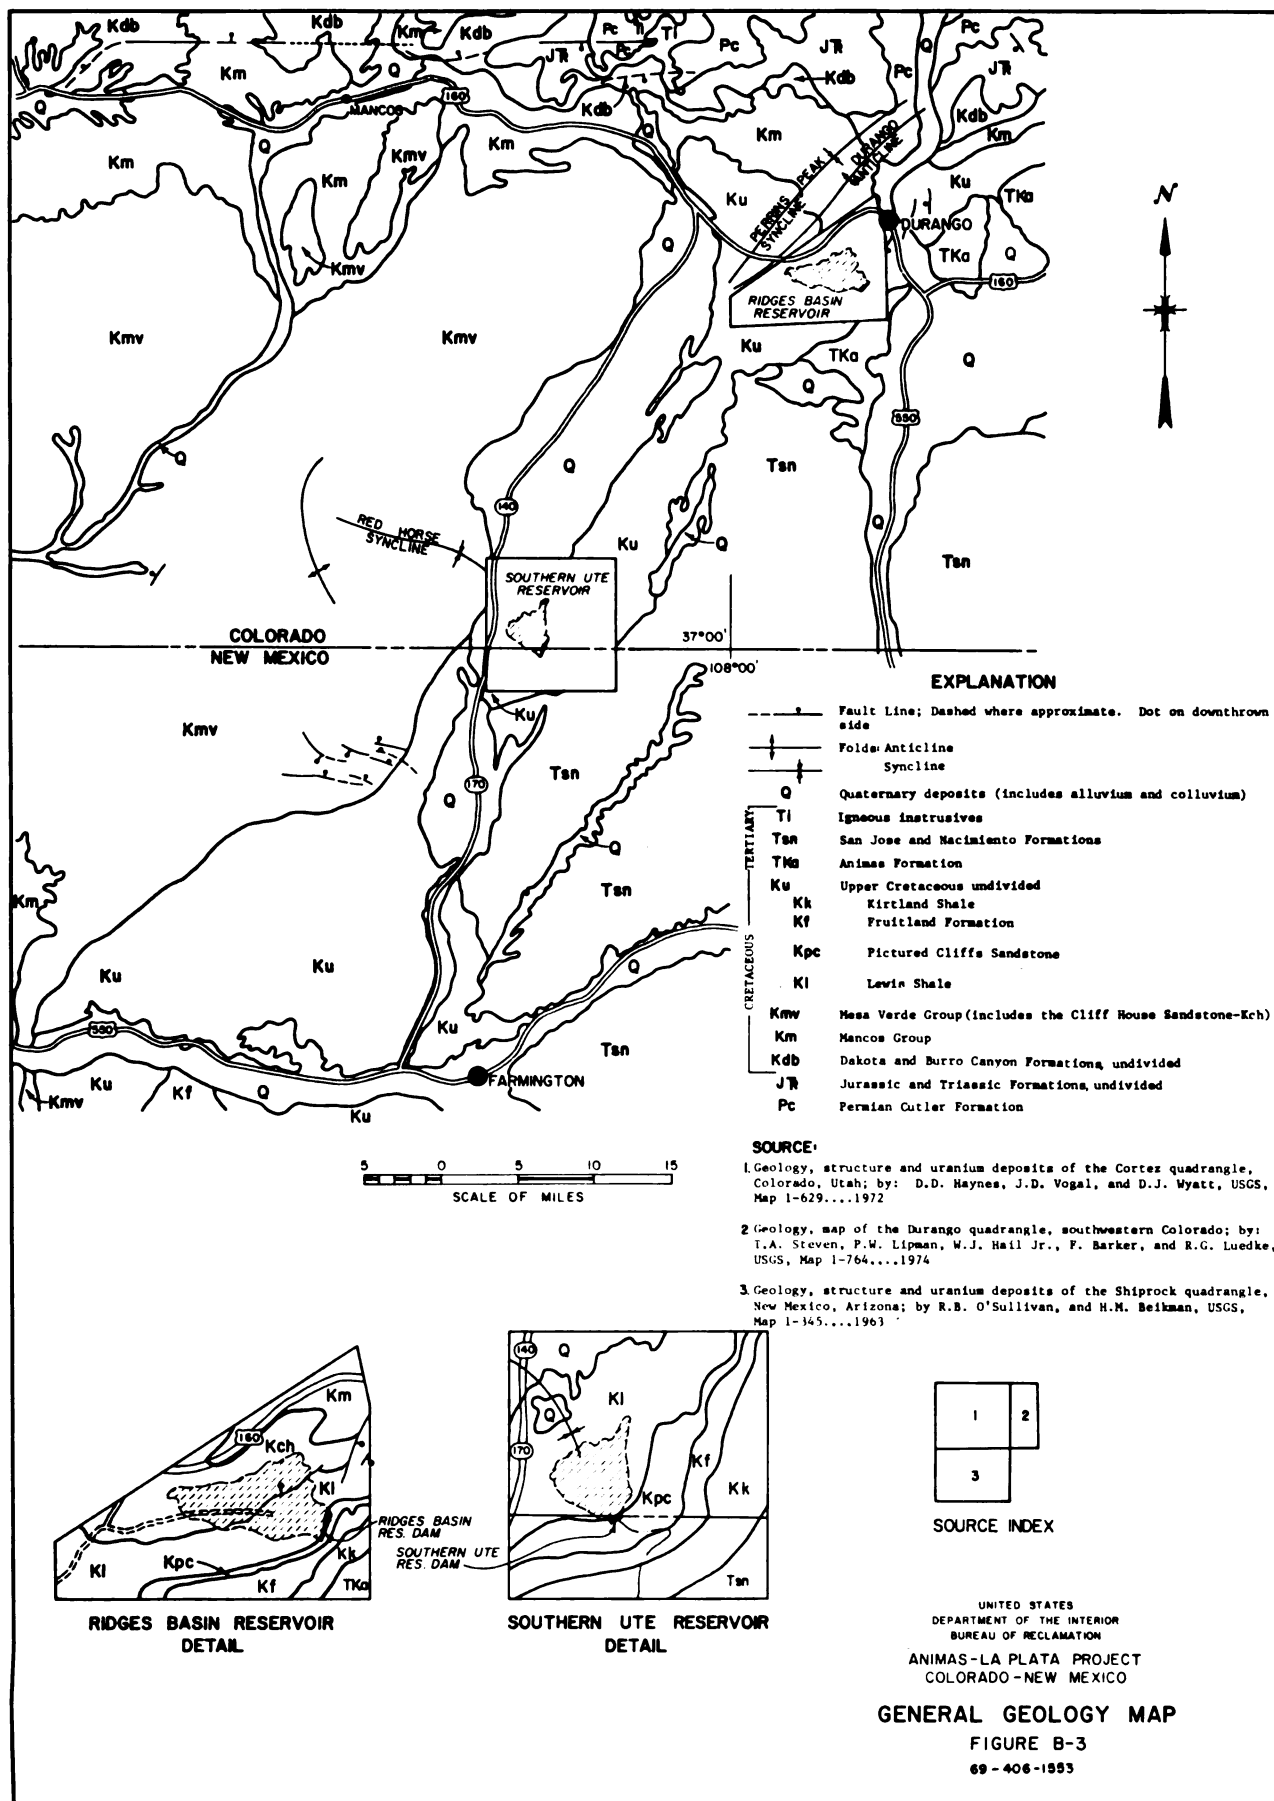 Kdb
Kdb
Km
Kdb
Pc
TI
Pc
Pc
JTR
Pc
Q
Pc
JTR
Km
Q
JTR
Kdb
Q
MANCOS
160
Kdb
Q
Km
Kdb
Km
Q
Km
Kmv
Km
Km
Ku
PERRINS PEAK
SYNCLINE
DURANGO
ANTICLINE
Ku
TKa
DURANGO
Kmv
Q
TKa
Q
160
RIDGES BASIN
RESERVOIR
Kmv
Kmv
Ku
TKa
Q
Q
N
550
Q
Q
Tsn
140
RED HORSE
SYNCLINE
Ku
Q
Q
Tsn
SOUTHERN UTE
RESERVOIR
COLORADO
NEW MEXICO
37°00'
108°00'
Kmv
Ku
Tsn
170
Q
Q
Tsn
Km
Ku
Ku
Q
550
Ku
Tsn
Kmv
Ku
Kf
Q
FARMINGTON
Ku
EXPLANATION
Fault Line; Dashed where approximate. Dot on downthrown
side
Folds: Anticline
Syncline
Q Quaternary deposits (includes alluvium and colluvium)
TERTIARY
TI Igneous instrusives
Tsn San Jose and Nacimiento Formations
TKa Animas Formation
CRETACEOUS
Ku Upper Cretaceous undivided
Kk Kirtland Shale
Kf Fruitland Formation
Kpc Pictured Cliffs Sandstone
Kl Lewis Shale
Kmv Mesa Verde Group (includes the Cliff House Sandstone-Kch)
Km Mancos Group
Kdb Dakota and Burro Canyon Formations, undivided
JTR Jurassic and Triassic Formations, undivided
Pc Permian Cutler Formation
SOURCE:
1. Geology, structure and uranium deposits of the Cortez quadrangle,
Colorado, Utah; by: D.D. Haynes, J.D. Vogal, and D.J. Wyatt, USGS,
Map 1-629....1972
2 Geology, map of the Durango quadrangle, southwestern Colorado; by:
T.A. Steven, P.W. Lipman, W.J. Hail Jr., F. Barker, and R.G. Luedke,
USGS, Map 1-764....1974
3. Geology, structure and uranium deposits of the Shiprock quadrangle,
New Mexico, Arizona; by R.B. O'Sullivan, and H.M. Beikman, USGS,
Map 1-345....1963
5 0 5 10 15
SCALE OF MILES
Km
160
Kch
Kl
RIDGES BASIN
RES. DAM
Kl
Kpc
Kf
Kk
TKa
RIDGES BASIN RESERVOIR
DETAIL
140
Q
Kl
Q
170
Kf
Kk
Kpc
SOUTHERN UTE
RES. DAM
Tsn
SOUTHERN UTE RESERVOIR
DETAIL
1
2
3
SOURCE INDEX
UNITED STATES
DEPARTMENT OF THE INTERIOR
BUREAU OF RECLAMATION
ANIMAS-LA PLATA PROJECT
COLORADO-NEW MEXICO
GENERAL GEOLOGY MAP
FIGURE B-3
69-406-1553